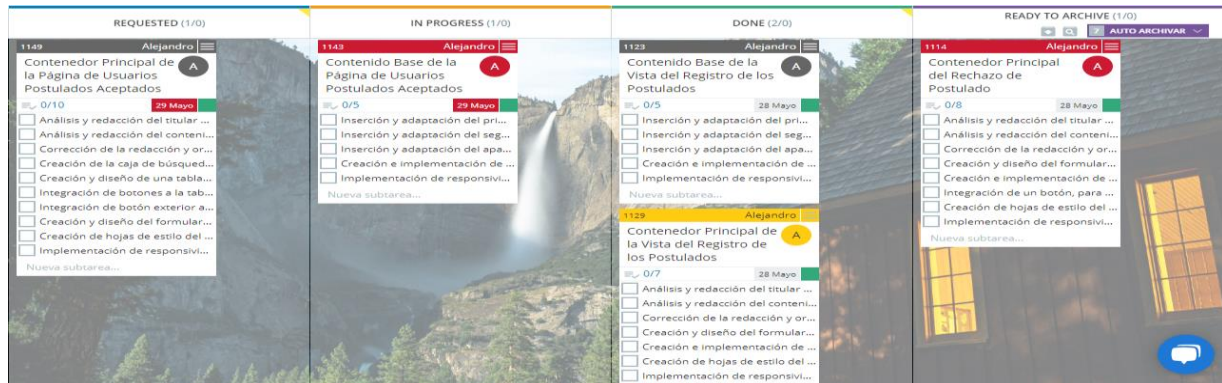 REQUESTED (1/0)
1149 Alejandro
Contenedor Principal de
la Página de Usuarios
Postulados Aceptados
A
0/10 29 Mayo
Análisis y redacción del titular ...
Análisis y redacción del conteni...
Corrección de la redacción y or...
Creación de la caja de búsqued...
Creación y diseño de una tabla...
Integración de botones a la tab...
Integración de botón exterior a...
Creación y diseño del formular...
Creación de hojas de estilo del ...
Implementación de responsivi...
Nueva subtarea...
IN PROGRESS (1/0)
1143 Alejandro
Contenido Base de la
Página de Usuarios
Postulados Aceptados
A
0/5 29 Mayo
Inserción y adaptación del pri...
Inserción y adaptación del seg...
Inserción y adaptación del apa...
Creación e implementación de ...
Implementación de responsivi...
Nueva subtarea...
DONE (2/0)
1123 Alejandro
Contenido Base de la
Vista del Registro de los
Postulados
A
0/5 28 Mayo
Inserción y adaptación del pri...
Inserción y adaptación del seg...
Inserción y adaptación del apa...
Creación e implementación de ...
Implementación de responsivi...
Nueva subtarea...
1129 Alejandro
Contenedor Principal de
la Vista del Registro de
los Postulados
A
0/7 28 Mayo
Análisis y redacción del titular ...
Análisis y redacción del conteni...
Corrección de la redacción y or...
Creación y diseño del formular...
Creación e implementación de ...
Creación de hojas de estilo del ...
Implementación de responsivi...
READY TO ARCHIVE (1/0)
7 AUTO ARCHIVAR
1114 Alejandro
Contenedor Principal
del Rechazo de
Postulado
A
0/8 28 Mayo
Análisis y redacción del titular ...
Análisis y redacción del conteni...
Corrección de la redacción y or...
Creación y diseño del formular...
Creación e implementación de ...
Integración de un botón, para ...
Creación de hojas de estilo del ...
Implementación de responsivi...
Nueva subtarea...